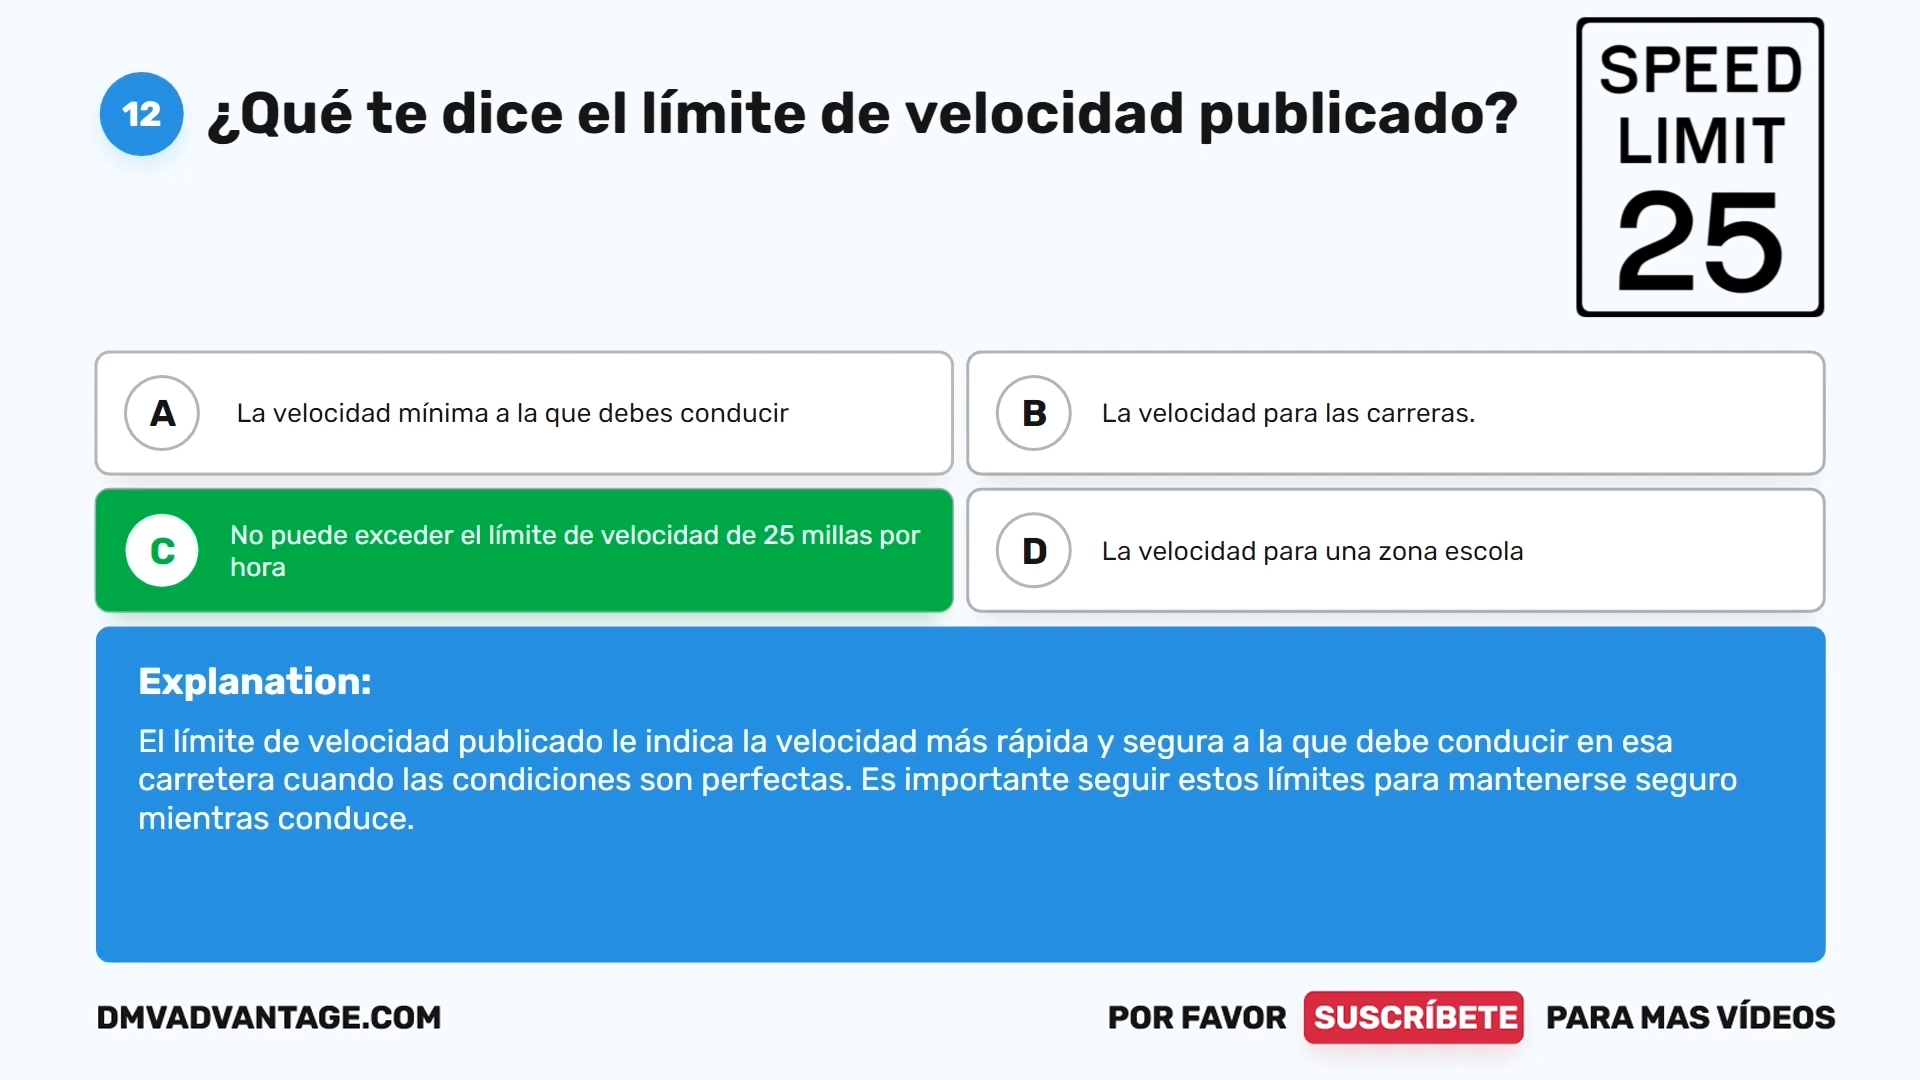 12
¿Qué te dice el límite de velocidad publicado?
SPEED
LIMIT
25
A
La velocidad mínima a la que debes conducir
B
La velocidad para las carreras.
C
No puede exceder el límite de velocidad de 25 millas por
hora
D
La velocidad para una zona escola
Explanation:
El límite de velocidad publicado le indica la velocidad más rápida y segura a la que debe conducir en esa
carretera cuando las condiciones son perfectas. Es importante seguir estos límites para mantenerse seguro
mientras conduce.
DMVADVANTAGE.COM
POR FAVOR SUSCRÍBETE PARA MAS VÍDEOS